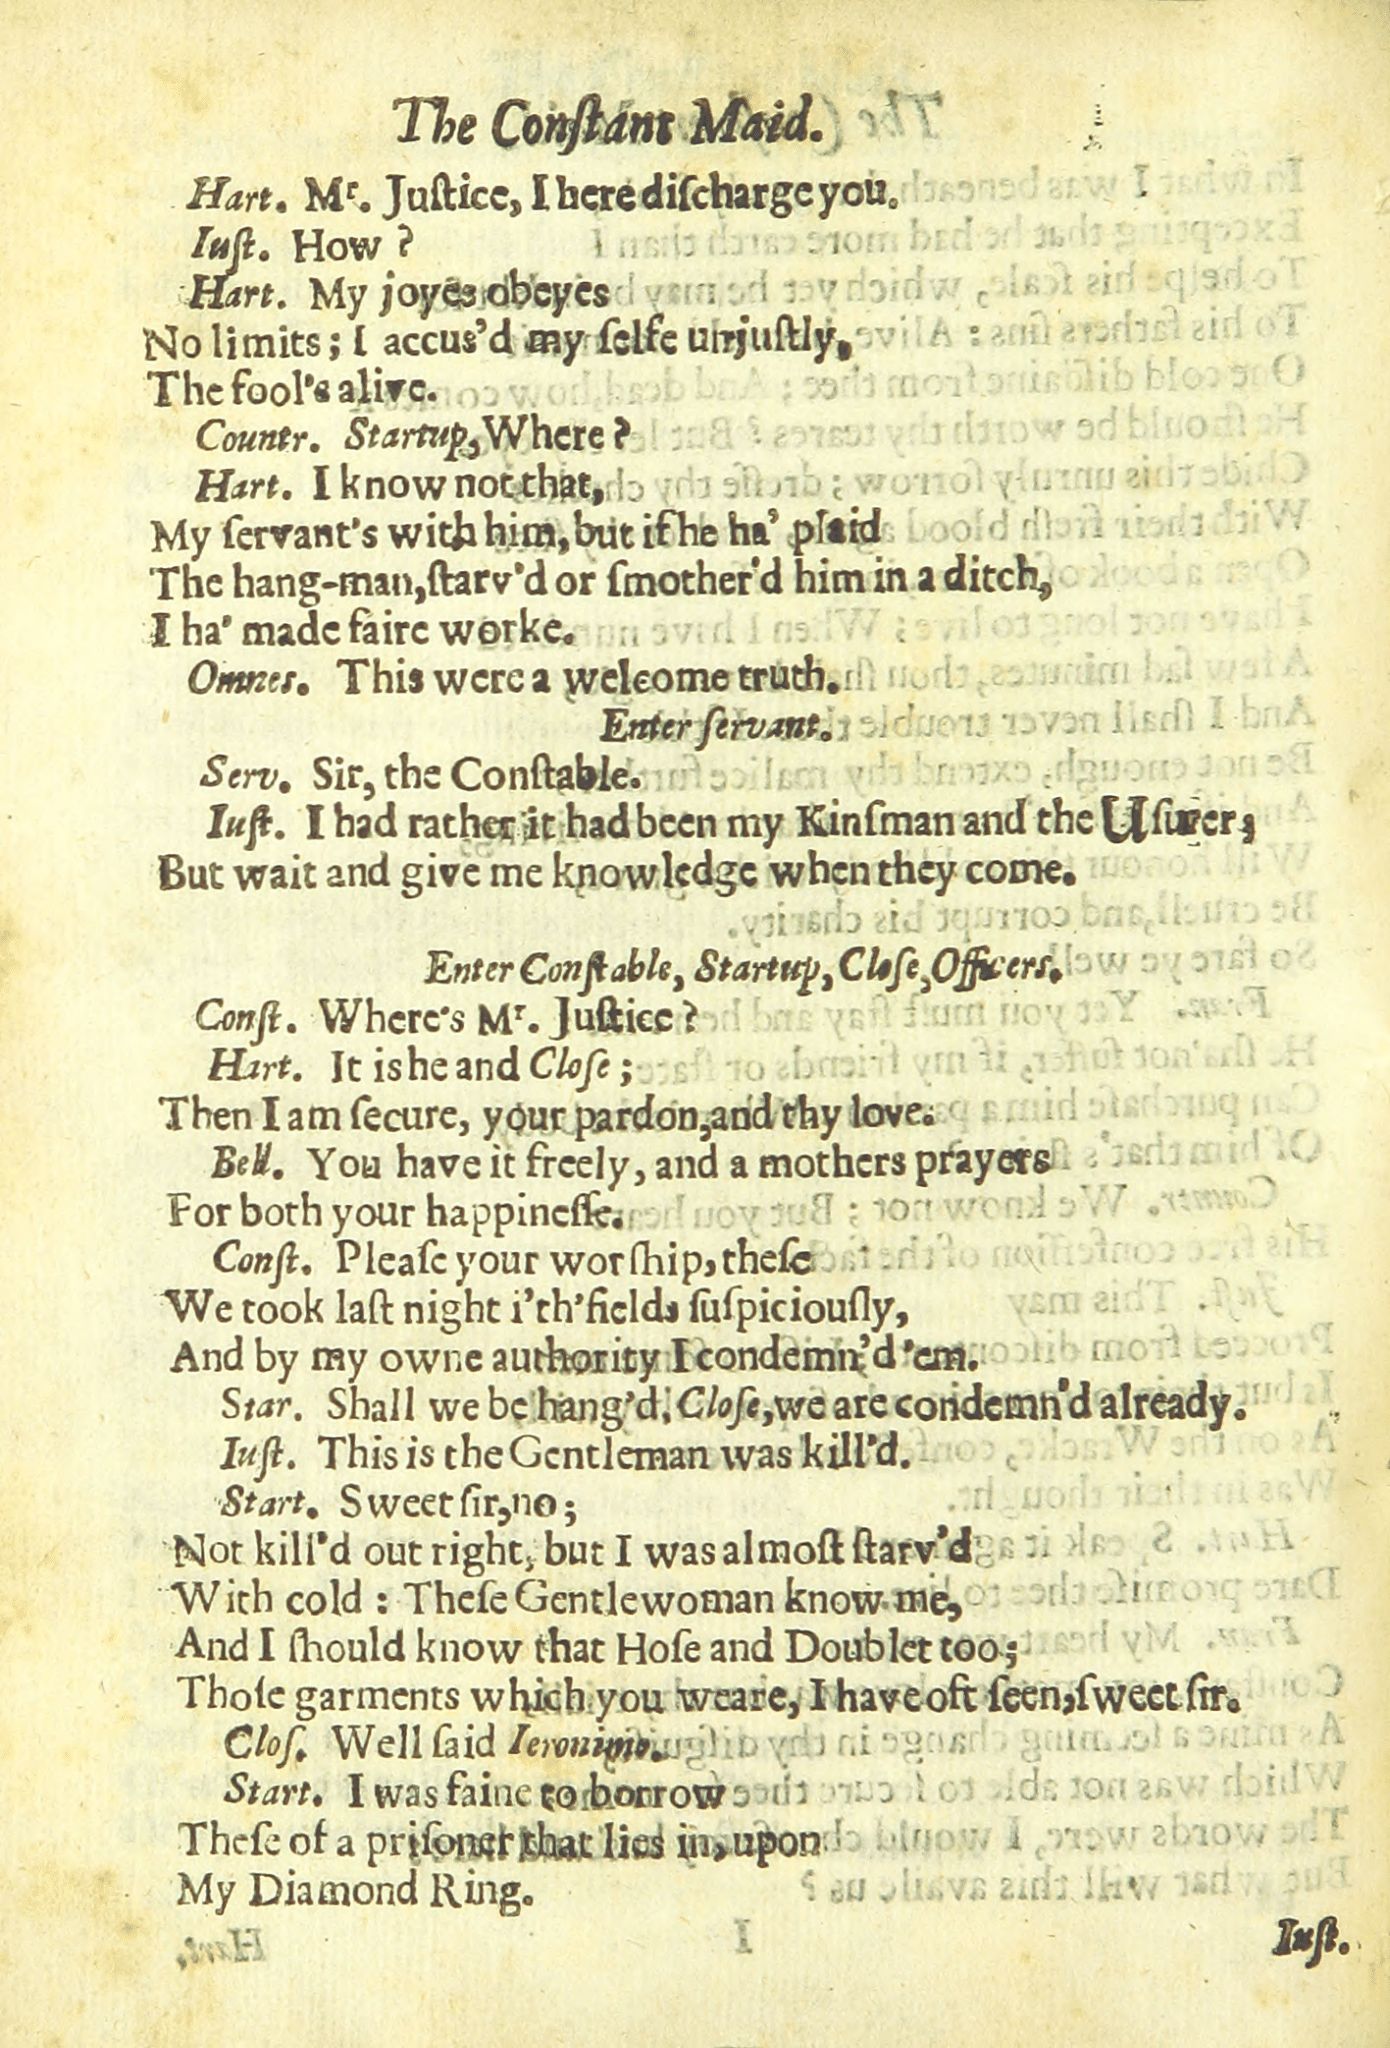 The Conſtant Maid.
Hart. Mʳ. Juſtice, I here diſcharge you.
Iuſt. How?
Hart. My joyes obeyes
No limits; I accus'd my ſelfe unjuſtly,
The fool's alive.
Countr. Startup, Where?
Hart. I know not that,
My ſervant's with him, but if he ha' plaid
The hang-man, ſtarv'd or ſmother'd him in a ditch,
I ha' made faire worke.
Omnes. This were a welcome truth.
Enter ſervant.
Serv. Sir, the Conſtable.
Iuſt. I had rather it had been my Kinſman and the Uſurer;
But wait and give me knowledge when they come.
Enter Conſtable, Startup, Cloſe, Officers.
Conſt. Where's Mʳ. Juſtice?
Hart. It is he and Cloſe;
Then I am ſecure, your pardon, and thy love.
Bell. You have it freely, and a mothers prayers
For both your happineſſe.
Conſt. Pleaſe your worſhip, theſe
We took laſt night i'th'fields ſuſpiciouſly,
And by my owne authority I condemn'd 'em.
Star. Shall we be hang'd, Cloſe, we are condemn'd already.
Iuſt. This is the Gentleman was kill'd.
Start. Sweet ſir, no;
Not kill'd out right, but I was almoſt ſtarv'd
With cold: Theſe Gentlewoman know me,
And I ſhould know that Hoſe and Doublet too;
Thoſe garments which you weare, I have oft ſeen, ſweet ſir.
Cloſ. Well ſaid Ieronimo.
Start. I was faine to borrow
Theſe of a priſoner that lies in, upon
My Diamond Ring.
Iuſt.